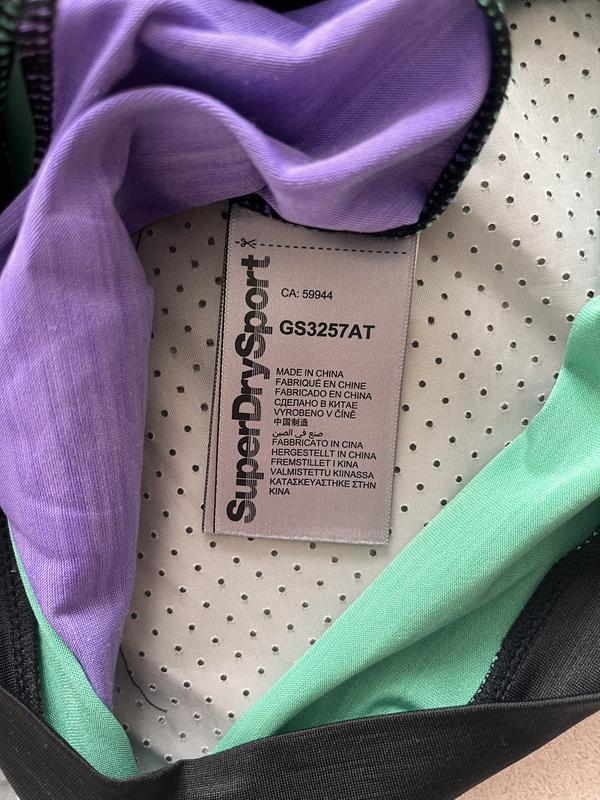 SuperDrySport
CA: 59944
GS3257AT
MADE IN CHINA
FABRIQUÉ EN CHINE
FABRICADO EN CHINA
СДЕЛАНО В КИТАЕ
VYROBENO V ČÍNĚ
中国制造
صنع في الصين
FABBRICATO IN CINA
HERGESTELLT IN CHINA
FREMSTILLET I KINA
VALMISTETTU KIINASSA
ΚΑΤΑΣΚΕΥΑΣΤΗΚΕ ΣΤΗΝ
ΚΙΝΑ